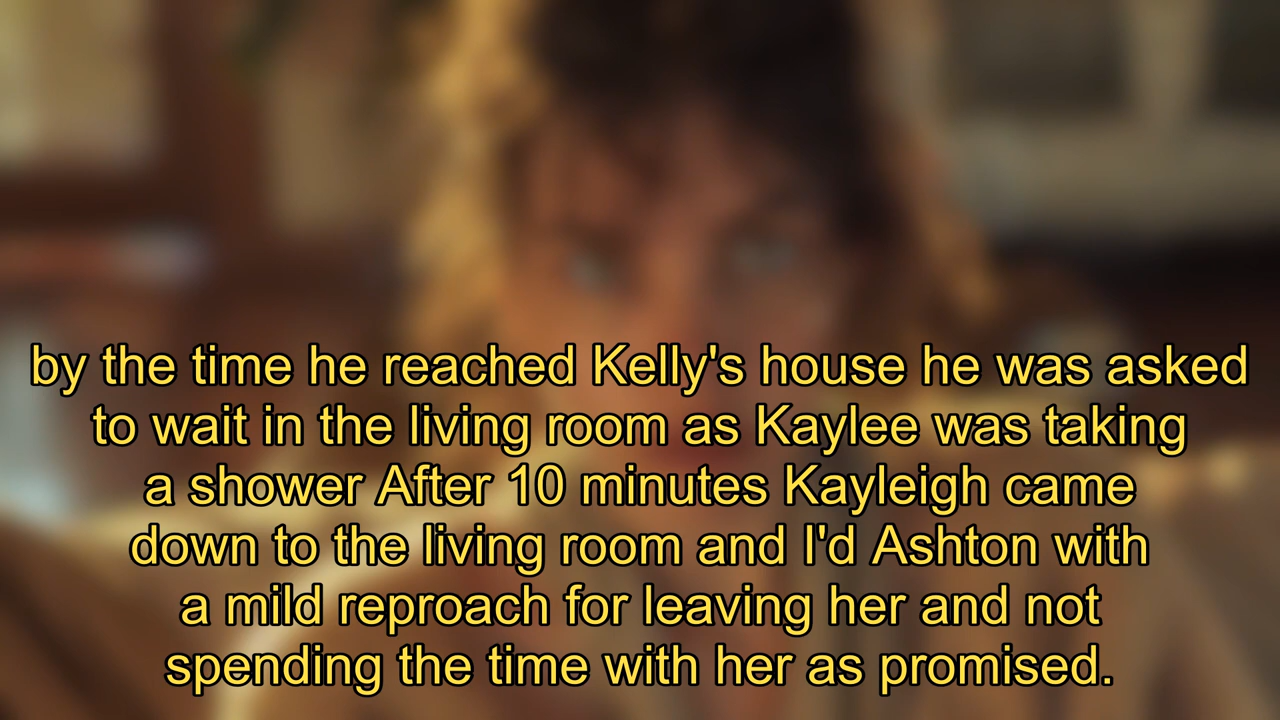 by the time he reached Kelly's house he was asked
to wait in the living room as Kaylee was taking
a shower After 10 minutes Kayleigh came
down to the living room and I'd Ashton with
a mild reproach for leaving her and not
spending the time with her as promised.